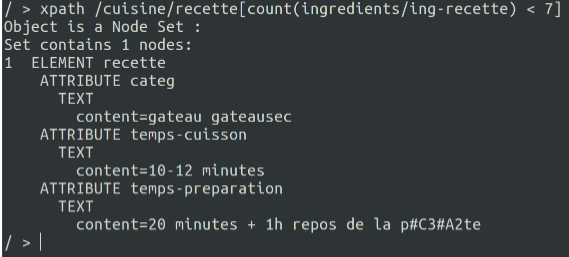 / > xpath /cuisine/recette[count(ingredients/ing-recette) < 7]
Object is a Node Set :
Set contains 1 nodes:
1  ELEMENT recette
    ATTRIBUTE categ
      TEXT
        content=gateau gateausec
    ATTRIBUTE temps-cuisson
      TEXT
        content=10-12 minutes
    ATTRIBUTE temps-preparation
      TEXT
        content=20 minutes + 1h repos de la p#C3#A2te
/ >